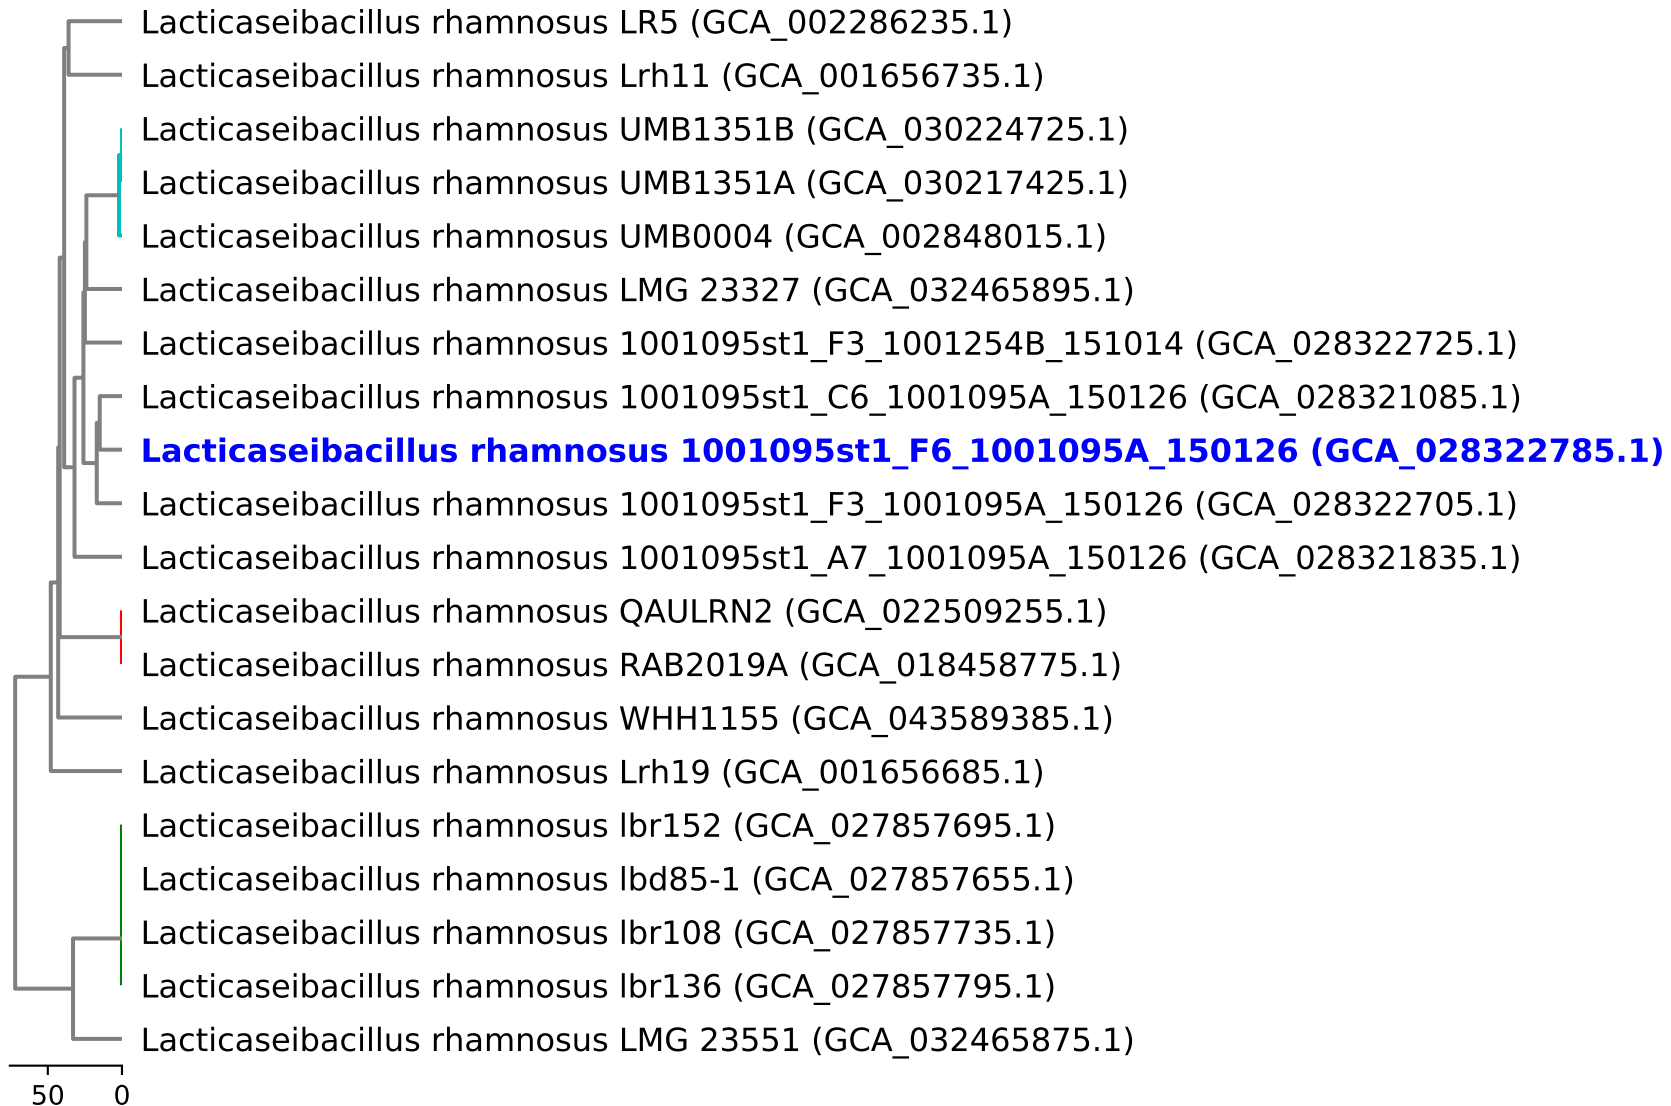 Lacticaseibacillus rhamnosus LR5 (GCA_002286235.1)
Lacticaseibacillus rhamnosus Lrh11 (GCA_001656735.1)
Lacticaseibacillus rhamnosus UMB1351B (GCA_030224725.1)
Lacticaseibacillus rhamnosus UMB1351A (GCA_030217425.1)
Lacticaseibacillus rhamnosus UMB0004 (GCA_002848015.1)
Lacticaseibacillus rhamnosus LMG 23327 (GCA_032465895.1)
Lacticaseibacillus rhamnosus 1001095st1_F3_1001254B_151014 (GCA_028322725.1)
Lacticaseibacillus rhamnosus 1001095st1_C6_1001095A_150126 (GCA_028321085.1)
Lacticaseibacillus rhamnosus 1001095st1_F6_1001095A_150126 (GCA_028322785.1)
Lacticaseibacillus rhamnosus 1001095st1_F3_1001095A_150126 (GCA_028322705.1)
Lacticaseibacillus rhamnosus 1001095st1_A7_1001095A_150126 (GCA_028321835.1)
Lacticaseibacillus rhamnosus QAULRN2 (GCA_022509255.1)
Lacticaseibacillus rhamnosus RAB2019A (GCA_018458775.1)
Lacticaseibacillus rhamnosus WHH1155 (GCA_043589385.1)
Lacticaseibacillus rhamnosus Lrh19 (GCA_001656685.1)
Lacticaseibacillus rhamnosus lbr152 (GCA_027857695.1)
Lacticaseibacillus rhamnosus lbd85-1 (GCA_027857655.1)
Lacticaseibacillus rhamnosus lbr108 (GCA_027857735.1)
Lacticaseibacillus rhamnosus lbr136 (GCA_027857795.1)
Lacticaseibacillus rhamnosus LMG 23551 (GCA_032465875.1)
50 0